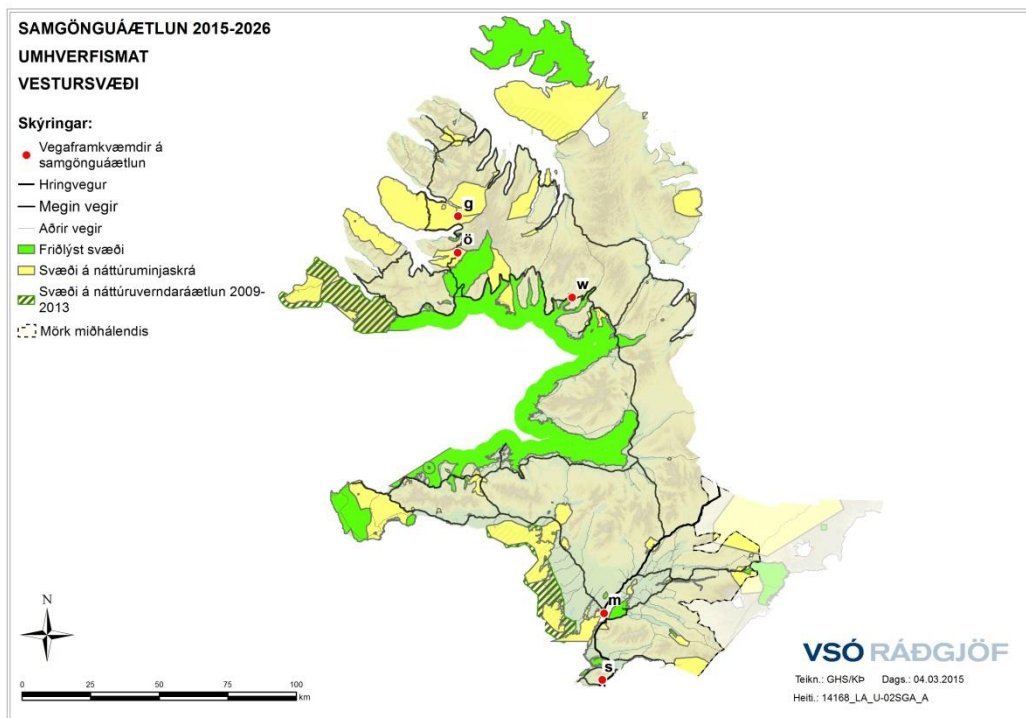 SAMGÖNGUÁÆTLUN 2015-2026
UMHVERFISMAT
VESTURSVÆÐI
Skýringar:
Vegaframkvæmdir á
samgönguáætlun
Hringvegur
Megin vegir
Aðrir vegir
Friðlýst svæði
Svæði á náttúruminjaskrá
Svæði á náttúruverndaráætlun 2009-
2013
Mörk miðhálendis
g
ö
w
m
s
N
0 25 50 75 100
km
VSÓ RÁÐGJÖF
Teikn.: GHS/KÞ Dags.: 04.03.2015
Heiti.: 14168_LA_U-02SGA_A